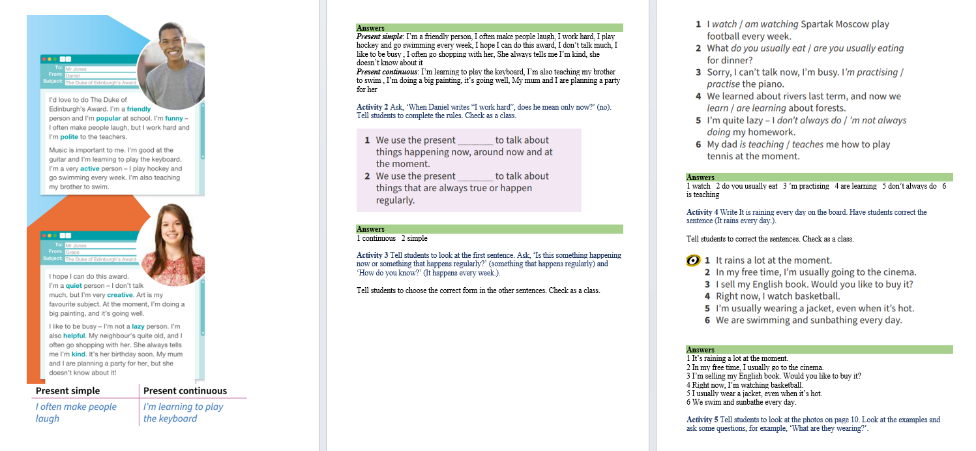 To: Mr Jones
From: Daniel
Subject: The Duke of Edinburgh's Award
I'd love to do The Duke of
Edinburgh's Award. I'm a friendly
person and I'm popular at school. I'm funny –
I often make people laugh, but I work hard and
I'm polite to the teachers.
Music is important to me. I'm good at the
guitar and I'm learning to play the keyboard.
I'm a very active person – I play hockey and
go swimming every week. I'm also teaching
my brother to swim.
To: Mr Jones
From: Grace
Subject: The Duke of Edinburgh's Award
I hope I can do this award.
I'm a quiet person – I don't talk
much, but I'm very creative. Art is my
favourite subject. At the moment, I'm doing a
big painting, and it's going well.
I like to be busy – I'm not a lazy person. I'm
also helpful. My neighbour's quite old, and I
often go shopping with her. She always tells
me I'm kind. It's her birthday soon. My mum
and I are planning a party for her, but she
doesn't know about it!
Present simple Present continuous
I often make people laugh I'm learning to play the keyboard
Answers
Present simple: I'm a friendly person, I often make people laugh, I work hard, I play
hockey and go swimming every week, I hope I can do this award, I don't talk much, I
like to be busy , I often go shopping with her, She always tells me I'm kind, she
doesn't know about it
Present continuous: I'm learning to play the keyboard, I'm also teaching my brother
to swim , I'm doing a big painting, it's going well, My mum and I are planning a party
for her
Activity 2 Ask, 'When Daniel writes "I work hard", does he mean only now?' (no).
Tell students to complete the rules. Check as a class.
1 We use the present ______ to talk about
things happening now, around now and at
the moment.
2 We use the present ______ to talk about
things that are always true or happen
regularly.
Answers
1 continuous 2 simple
Activity 3 Tell students to look at the first sentence. Ask, 'Is this something happening
now or something that happens regularly?' (something that happens regularly) and
'How do you know?' (It happens every week.).
Tell students to choose the correct form in the other sentences. Check as a class.
1 I watch / am watching Spartak Moscow play
football every week.
2 What do you usually eat / are you usually eating
for dinner?
3 Sorry, I can't talk now, I'm busy. I'm practising /
practise the piano.
4 We learned about rivers last term, and now we
learn / are learning about forests.
5 I'm quite lazy – I don't always do / 'm not always
doing my homework.
6 My dad is teaching / teaches me how to play
tennis at the moment.
Answers
1 watch 2 do you usually eat 3 'm practising 4 are learning 5 don't always do 6
is teaching
Activity 4 Write It is raining every day on the board. Have students correct the
sentence (It rains every day.).
Tell students to correct the sentences. Check as a class.
1 It rains a lot at the moment.
2 In my free time, I'm usually going to the cinema.
3 I sell my English book. Would you like to buy it?
4 Right now, I watch basketball.
5 I'm usually wearing a jacket, even when it's hot.
6 We are swimming and sunbathing every day.
Answers
1 It's raining a lot at the moment.
2 In my free time, I usually go to the cinema.
3 I'm selling my English book. Would you like to buy it?
4 Right now, I'm watching basketball.
5 I usually wear a jacket, even when it's hot.
6 We swim and sunbathe every day.
Activity 5 Tell students to look at the photos on page 10. Look at the examples and
ask some questions, for example, 'What are they wearing?'.